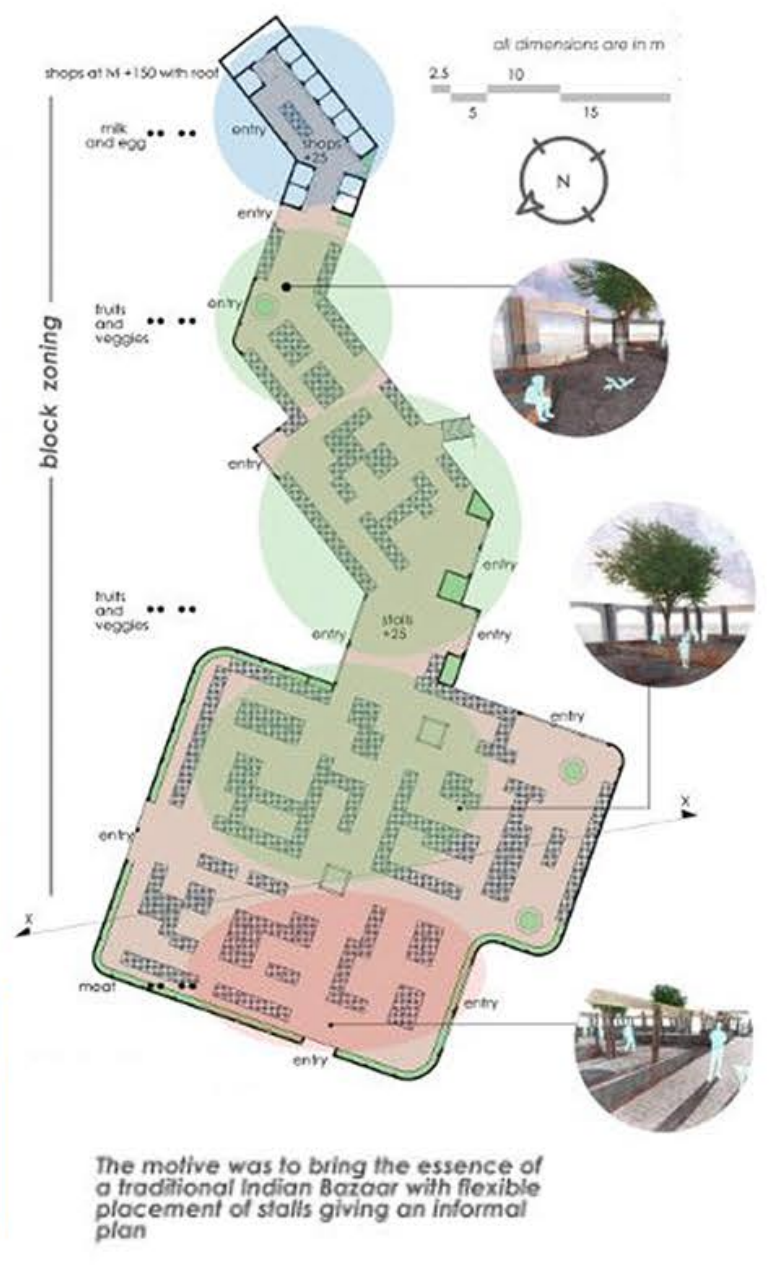 all dimensions are in m
shops at lvl +150 with roof
2.5
10
5
15
milk
and egg
entry
shops
+25
N
entry
fruits
and
veggies
entry
block zoning
entry
entry
fruits
and
veggies
stalls
+25
entry
entry
entry
X
entry
X
meat
entry
entry
The motive was to bring the essence of
a traditional Indian Bazaar with flexible
placement of stalls giving an informal
plan